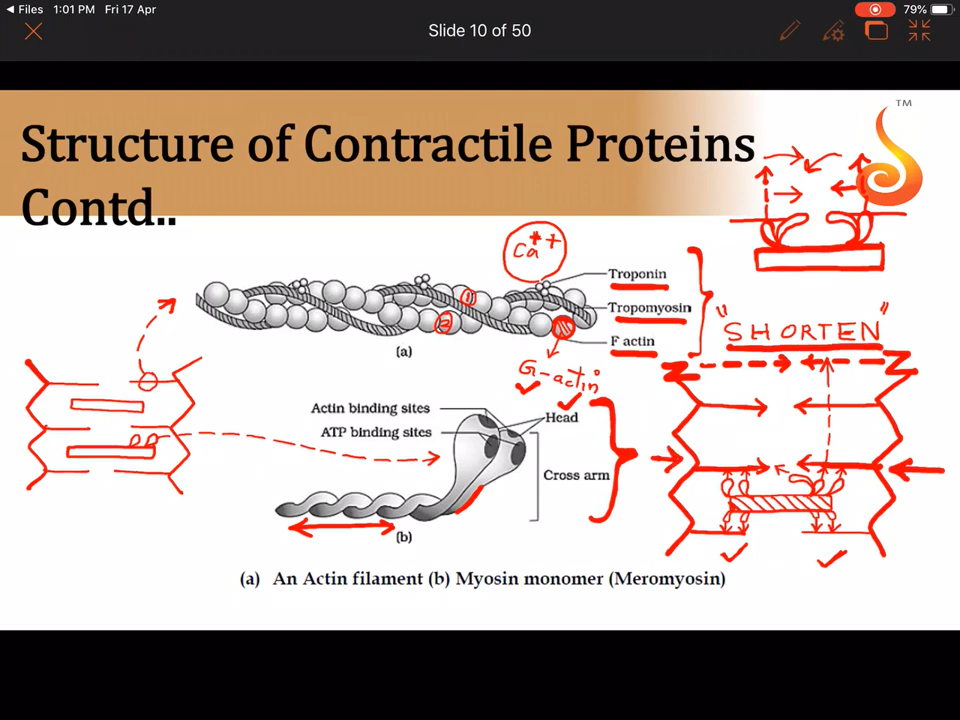 Files 1:01 PM Fri 17 Apr
79%
Slide 10 of 50
TM
Structure of Contractile Proteins
Contd..
Ca++
Troponin
Tropomyosin
F actin
1
2
(a)
G-actin
"SHORTEN"
Z Z
Actin binding sites
ATP binding sites
Head
Cross arm
(b)
(a) An Actin filament (b) Myosin monomer (Meromyosin)